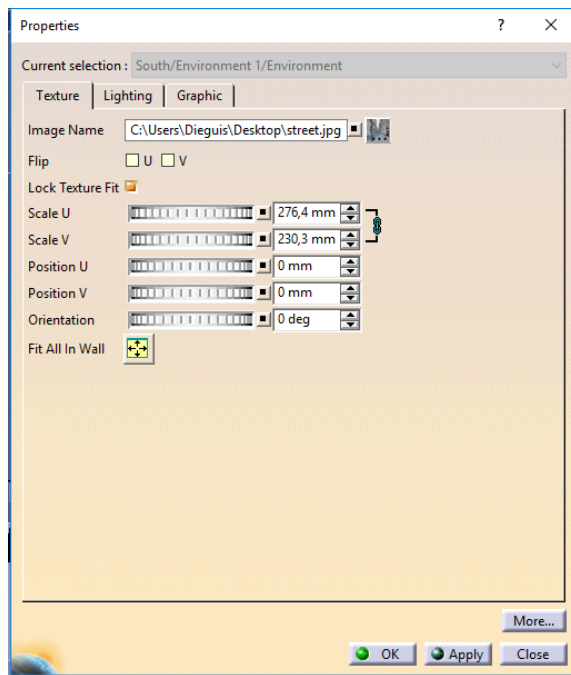 Properties ? ×
Current selection : South/Environment 1/Environment
Texture Lighting Graphic
Image Name C:\Users\Dieguis\Desktop\street.jpg
Flip U V
Lock Texture Fit
Scale U 276,4 mm
Scale V 230,3 mm
Position U 0 mm
Position V 0 mm
Orientation 0 deg
Fit All In Wall
More...
OK Apply Close